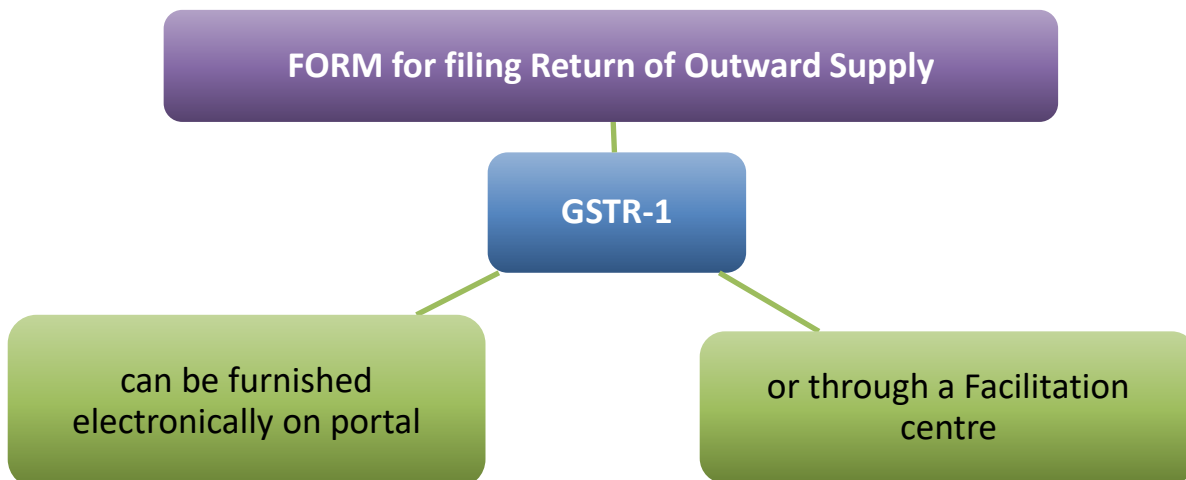 FORM for filing Return of Outward Supply
GSTR-1
can be furnished
electronically on portal
or through a Facilitation
centre